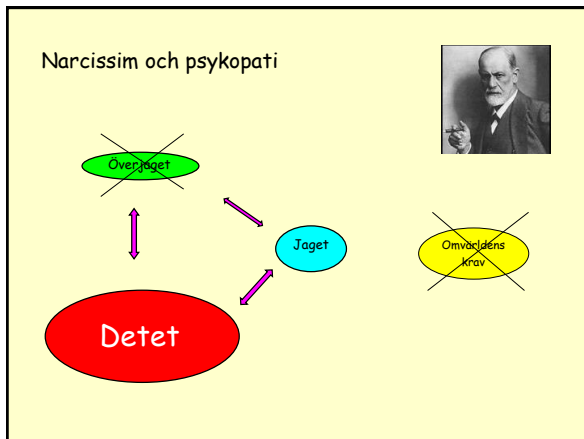 Narcissim och psykopati
Överjaget
Jaget
Omvärldens
krav
Detet